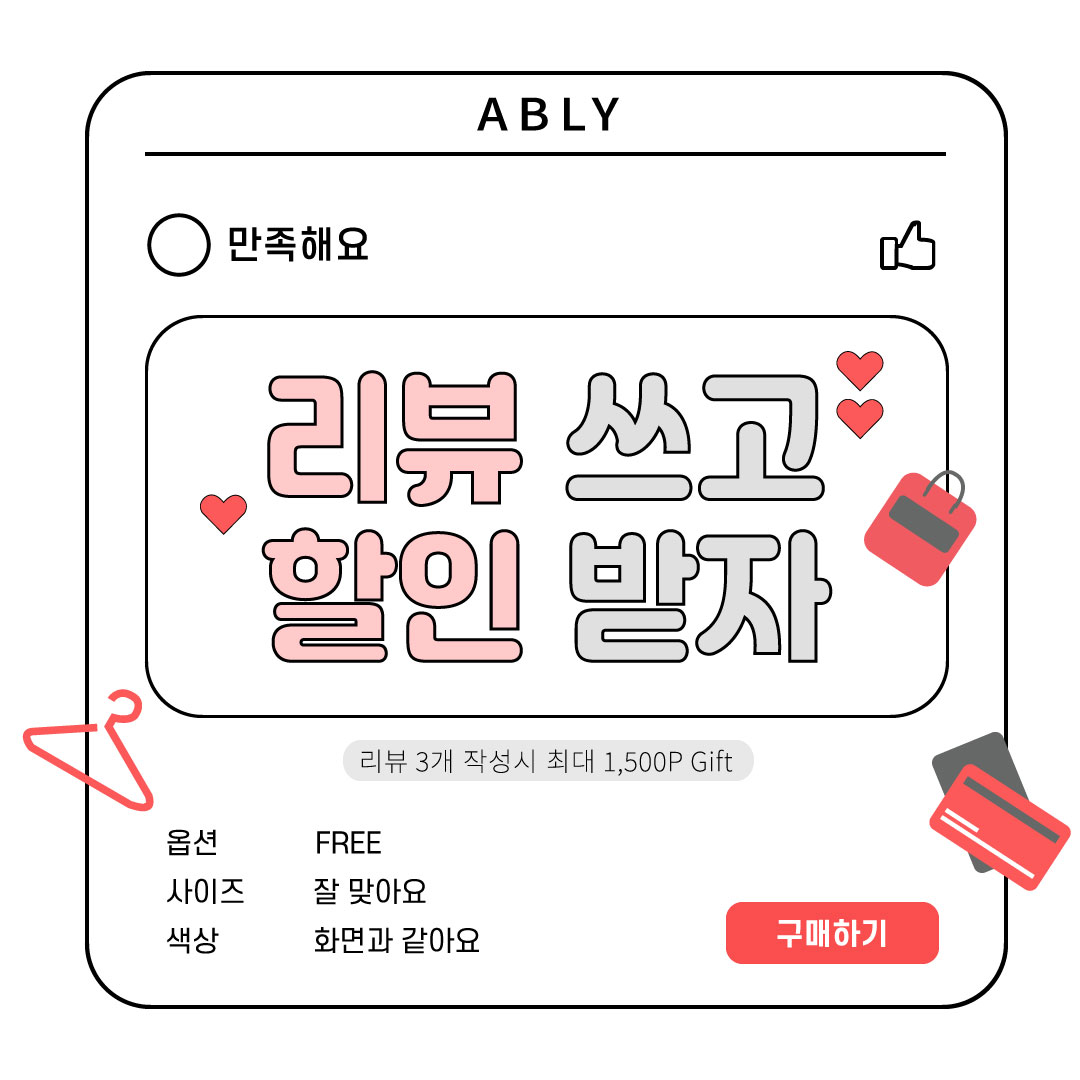 ABLY
만족해요
리뷰 쓰고
할인 받자
리뷰 3개 작성시 최대 1,500P Gift
옵션 FREE
사이즈 잘 맞아요
색상 화면과 같아요
구매하기